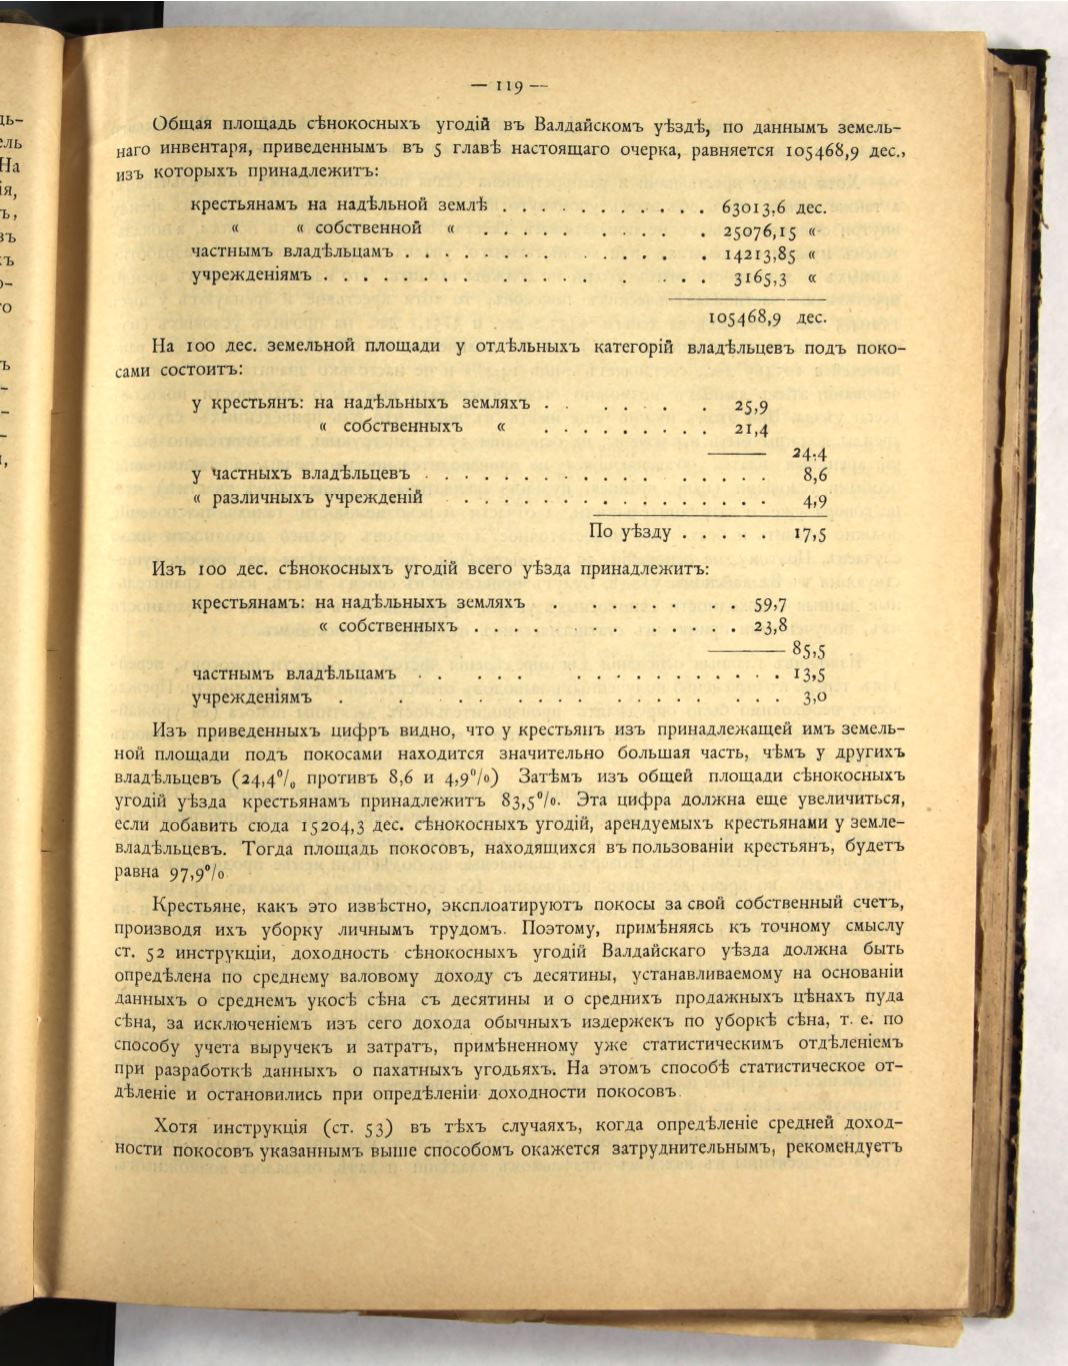 — 119 —
Общая площадь сѣнокосныхъ угодій въ Валдайскомъ уѣздѣ, по даннымъ земель-
наго инвентаря, приведеннымъ въ 5 главѣ настоящаго очерка, равняется 105468,9 дес.,
изъ которыхъ принадлежитъ:
крестьянамъ на надѣльной землѣ . . . . . . . . . . . 63013,6 дес.
« « собственной « . . . . . . . . . . 25076,15 «
частнымъ владѣльцамъ . . . . . . . . . . . . . . . . 14213,85 «
учрежденіямъ . . . . . . . . . . . . . . . . . . . 3165,3 «
105468,9 дес.
На 100 дес. земельной площади у отдѣльныхъ категорій владѣльцевъ подъ поко-
сами состоитъ:
у крестьянъ: на надѣльныхъ земляхъ . . . . . . . 25,9
« собственныхъ « . . . . . . . . . 21,4
24,4
у частныхъ владѣльцевъ . . . . . . . . . . . . . . . . . 8,6
« различныхъ учрежденій . . . . . . . . . . . . . . . . 4,9
По уѣзду . . . . . 17,5
Изъ 100 дес. сѣнокосныхъ угодій всего уѣзда принадлежитъ:
крестьянамъ: на надѣльныхъ земляхъ . . . . . . . . . 59,7
« собственныхъ . . . . . . . . . . . . 23,8
85,5
частнымъ владѣльцамъ . . . . . . . . . . . . . . . . 13,5
учрежденіямъ . . . . . . . . . . . . . . . . . . 3,0
Изъ приведенныхъ цифръ видно, что у крестьянъ изъ принадлежащей имъ земель-
ной площади подъ покосами находится значительно большая часть, чѣмъ у другихъ
владѣльцевъ (24,4% противъ 8,6 и 4,9%) Затѣмъ изъ общей площади сѣнокосныхъ
угодій уѣзда крестьянамъ принадлежитъ 83,5%. Эта цифра должна еще увеличиться,
если добавить сюда 15204,3 дес. сѣнокосныхъ угодій, арендуемыхъ крестьянами у земле-
владѣльцевъ. Тогда площадь покосовъ, находящихся въ пользованіи крестьян, будетъ
равна 97,9%
Крестьяне, какъ это извѣстно, эксплоатируютъ покосы за свой собственный счетъ,
производя ихъ уборку личнымъ трудомъ. Поэтому, примѣняясь къ точному смыслу
ст. 52 инструкціи, доходность сѣнокосныхъ угодій Валдайскаго уѣзда должна быть
опредѣлена по среднему валовому доходу съ десятины, устанавливаемому на основаніи
данныхъ о среднемъ укосѣ сѣна съ десятины и о среднихъ продажныхъ цѣнахъ пуда
сѣна, за исключеніемъ изъ сего дохода обычныхъ издержекъ по уборкѣ сѣна, т. е. по
способу учета выручекъ и затратъ, примѣненному уже статистическимъ отдѣленіемъ
при разработкѣ данныхъ о пахатныхъ угодьяхъ. На этомъ способѣ статистическое от-
дѣленіе и остановились при опредѣленіи доходности покосовъ.
Хотя инструкція (ст. 53) въ тѣхъ случаяхъ, когда опредѣленіе средней доход-
ности покосовъ указаннымъ выше способомъ окажется затруднительнымъ, рекомендуетъ